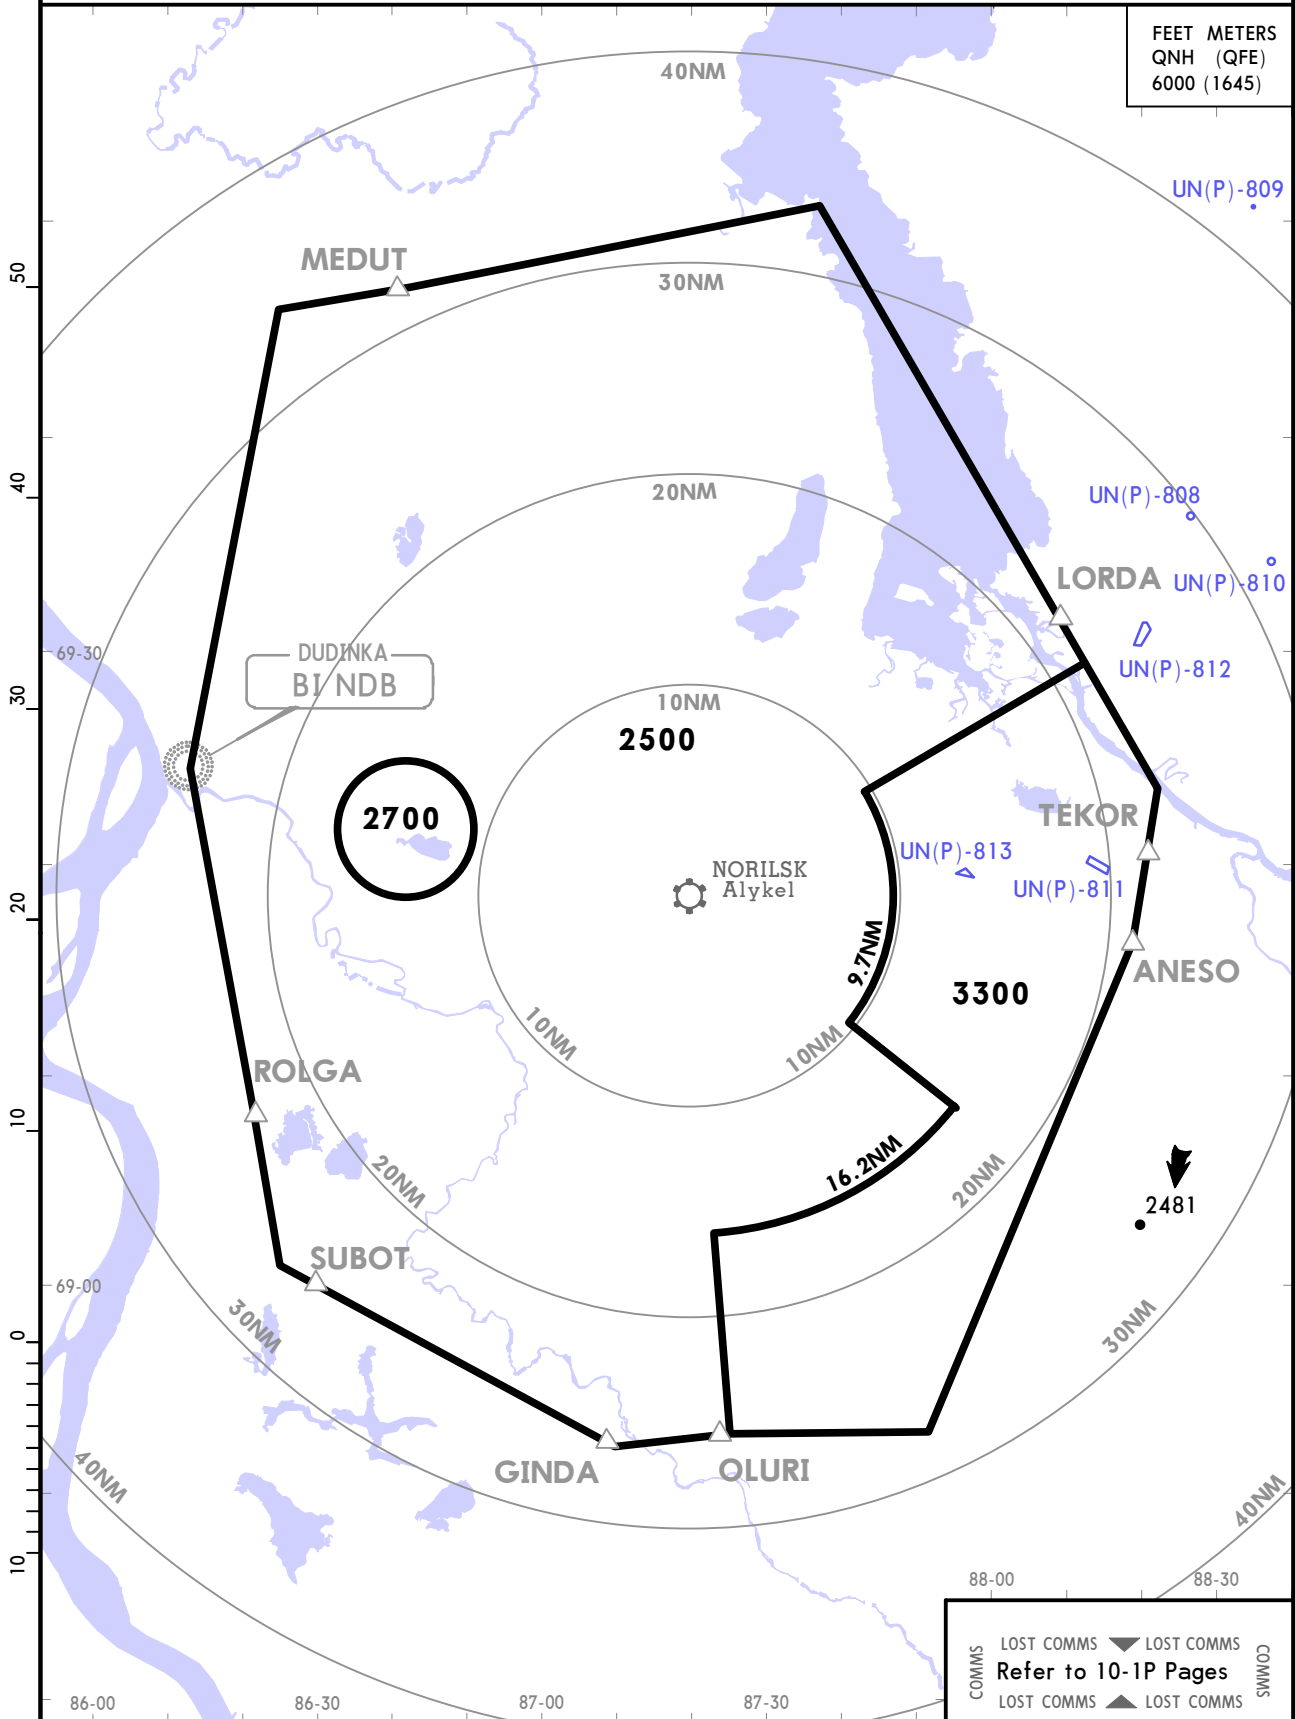 FEET METERS
QNH (QFE)
6000 (1645)
40NM
UN(P)-809
MEDUT
50
30NM
40
20NM
UN(P)-808
LORDA
UN(P)-810
69-30
DUDINKA
BI NDB
UN(P)-812
30
10NM
2500
2700
TEKOR
UN(P)-813
NORILSK
Alykel
UN(P)-811
20
9.7NM
ANESO
3300
10NM
10NM
ROLGA
10
16.2NM
20NM
20NM
2481
SUBOT
69-00
30NM
30NM
0
GINDA
OLURI
40NM
40NM
10
88-00
88-30
LOST COMMS LOST COMMS
COMMS
Refer to 10-1P Pages
COMMS
LOST COMMS LOST COMMS
86-00
86-30
87-00
87-30